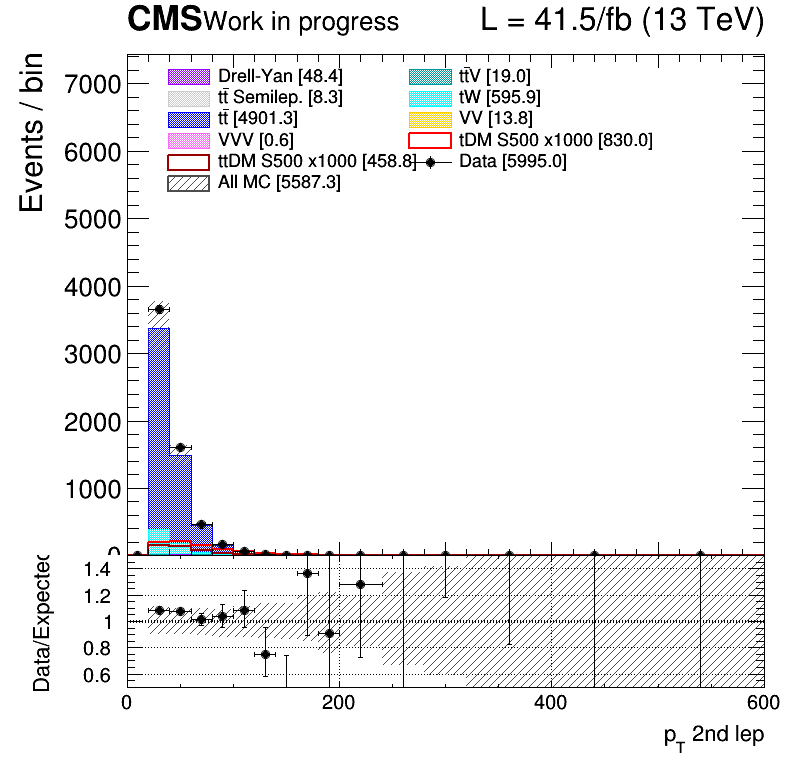 CMS Work in progress L = 41.5/fb (13 TeV)
Events / bin
7000
6000
5000
4000
3000
2000
1000
0
Drell-Yan [48.4]
tt̄V [19.0]
tt̄ Semilep. [8.3]
tW [595.9]
tt̄ [4901.3]
VV [13.8]
VVV [0.6]
tDM S500 x1000 [830.0]
ttDM S500 x1000 [458.8]
Data [5995.0]
All MC [5587.3]
Data/Expected
1.4
1.2
1
0.8
0.6
0 200 400 600
p_T 2nd lep